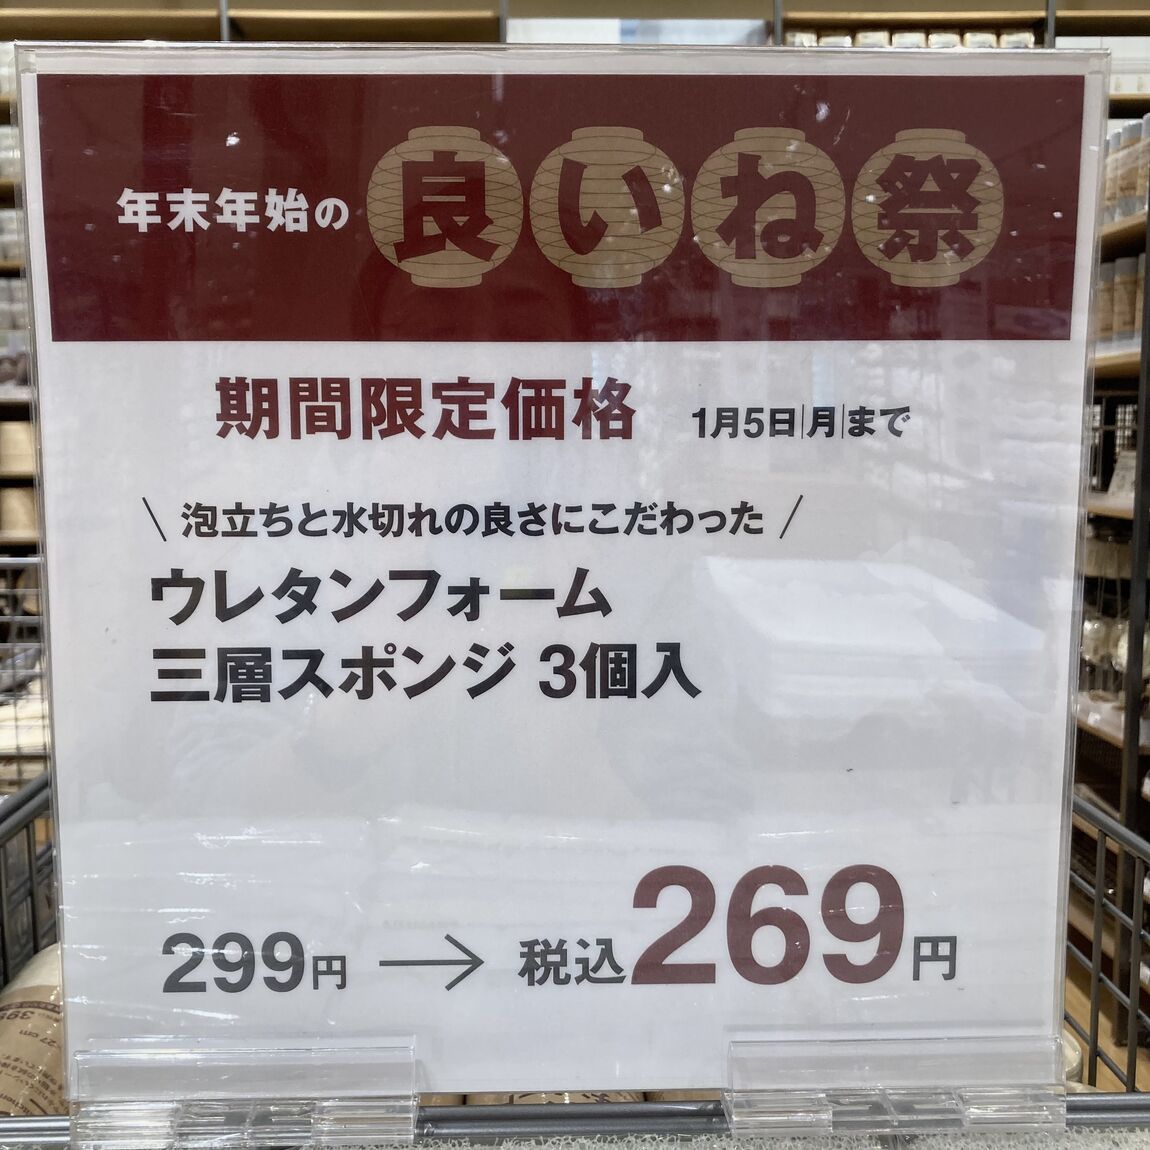 年末年始の良いね祭
期間限定価格 1月5日|月|まで
\ 泡立ちと水切れの良さにこだわった /
ウレタンフォーム
三層スポンジ 3個入
299円 → 税込269円